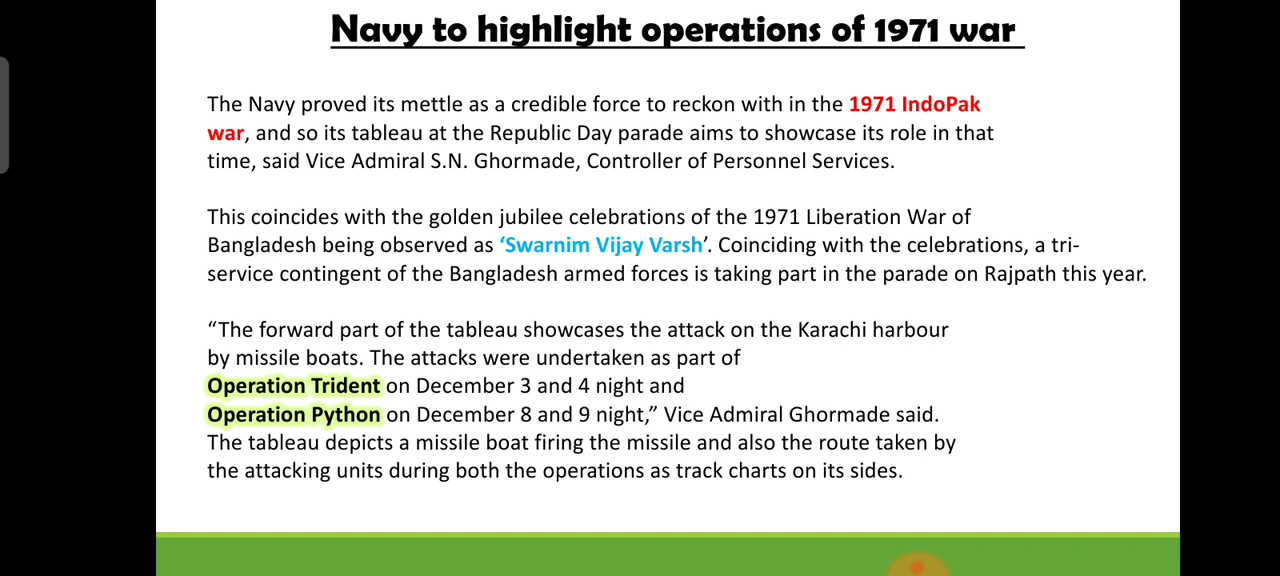 Navy to highlight operations of 1971 war
The Navy proved its mettle as a credible force to reckon with in the 1971 IndoPak
war, and so its tableau at the Republic Day parade aims to showcase its role in that
time, said Vice Admiral S.N. Ghormade, Controller of Personnel Services.
This coincides with the golden jubilee celebrations of the 1971 Liberation War of
Bangladesh being observed as ‘Swarnim Vijay Varsh’. Coinciding with the celebrations, a tri-
service contingent of the Bangladesh armed forces is taking part in the parade on Rajpath this year.
“The forward part of the tableau showcases the attack on the Karachi harbour
by missile boats. The attacks were undertaken as part of
Operation Trident on December 3 and 4 night and
Operation Python on December 8 and 9 night,” Vice Admiral Ghormade said.
The tableau depicts a missile boat firing the missile and also the route taken by
the attacking units during both the operations as track charts on its sides.